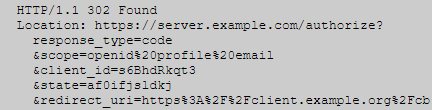 HTTP/1.1 302 Found
Location: https://server.example.com/authorize?
response_type=code
&scope=openid%20profile%20email
&client_id=s6BhdRkqt3
&state=af0ifjsldkj
&redirect_uri=https%3A%2F%2Fclient.example.org%2Fcb